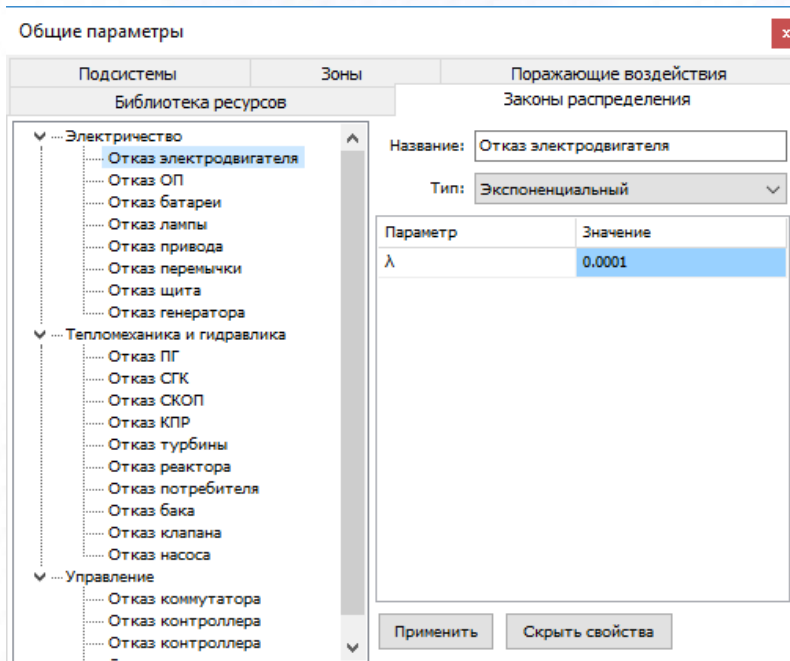 Общие параметры
x
Подсистемы
Зоны
Поражающие воздействия
Библиотека ресурсов
Законы распределения
Электричество
Отказ электродвигателя
Отказ ОП
Отказ батареи
Отказ лампы
Отказ привода
Отказ перемычки
Отказ щита
Отказ генератора
Тепломеханика и гидравлика
Отказ ПГ
Отказ СГК
Отказ СКОП
Отказ КПР
Отказ турбины
Отказ реактора
Отказ потребителя
Отказ бака
Отказ клапана
Отказ насоса
Управление
Отказ коммутатора
Отказ контроллера
Отказ контроллера
Название: Отказ электродвигателя
Тип: Экспоненциальный
Параметр Значение
λ 0.0001
Применить
Скрыть свойства